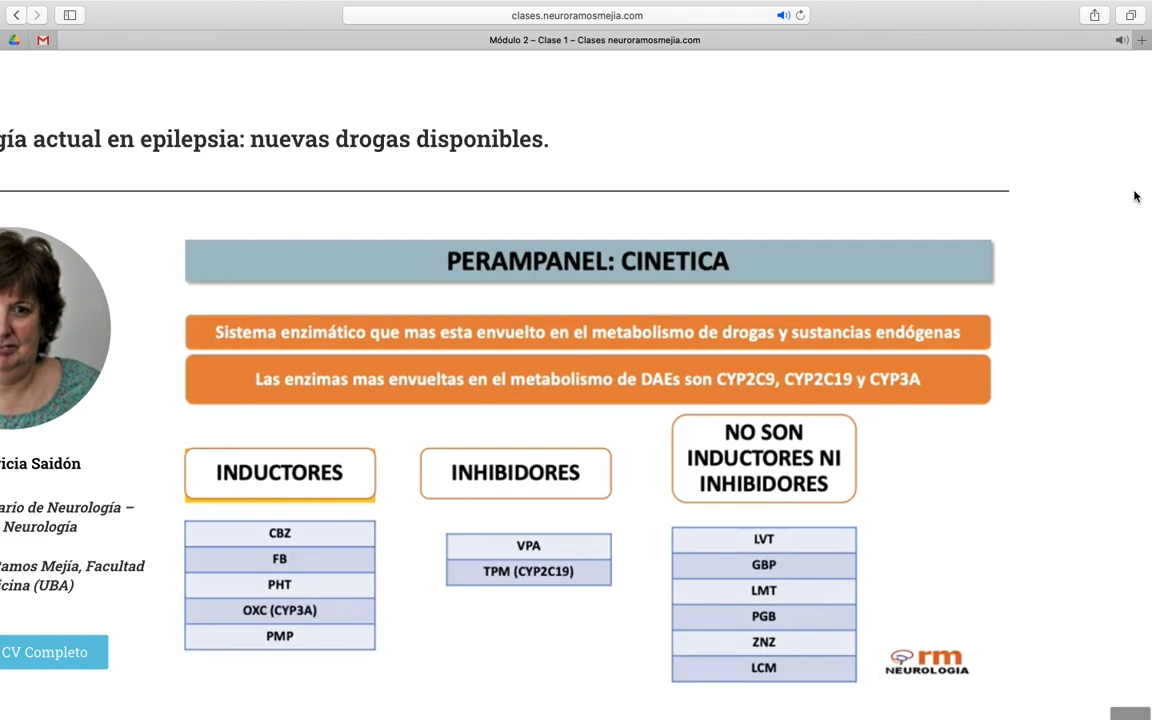 clases.neuroramosmejia.com
Módulo 2 – Clase 1 – Clases neuroramosmejia.com
gía actual en epilepsia: nuevas drogas disponibles.
PERAMPANEL: CINETICA
Sistema enzimático que mas esta envuelto en el metabolismo de drogas y sustancias endógenas
Las enzimas mas envueltas en el metabolismo de DAEs son CYP2C9, CYP2C19 y CYP3A
INDUCTORES
CBZ
FB
PHT
OXC (CYP3A)
PMP
INHIBIDORES
VPA
TPM (CYP2C19)
NO SON
INDUCTORES NI
INHIBIDORES
LVT
GBP
LMT
PGB
ZNZ
LCM
rm
NEUROLOGIA
icia Saidón
ario de Neurología –
Neurología
Ramos Mejía, Facultad
icina (UBA)
CV Completo